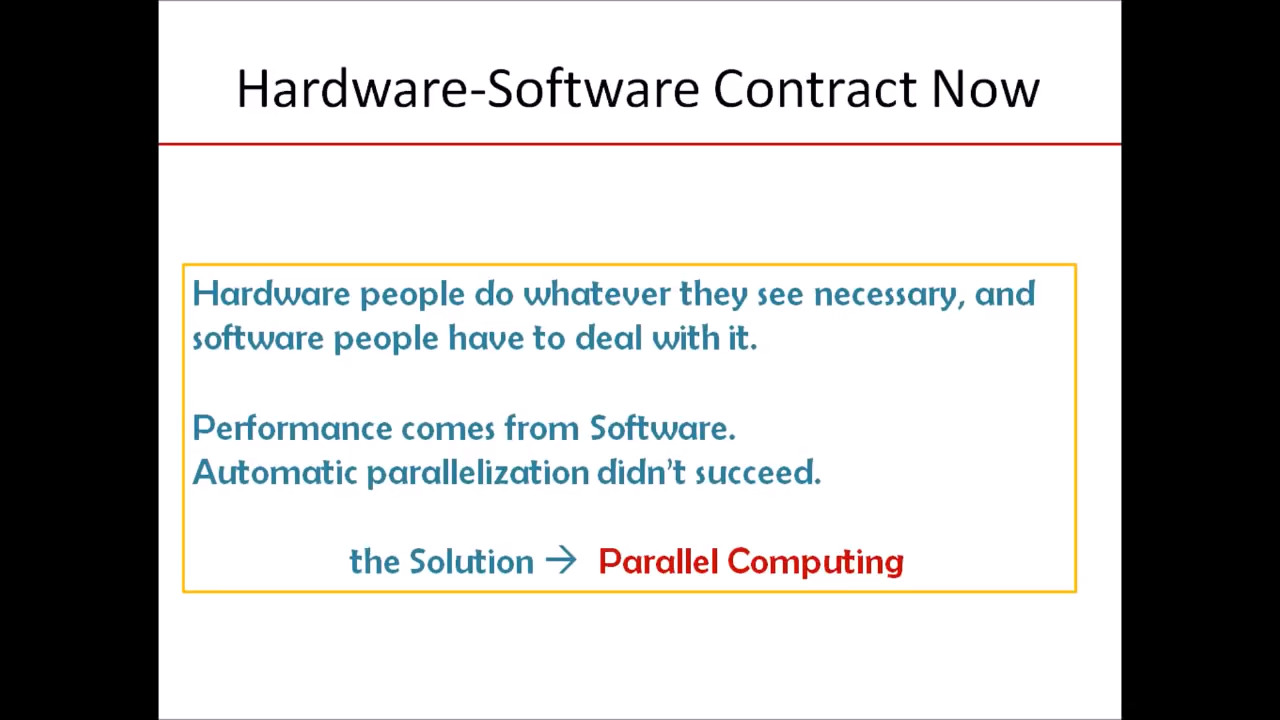 Hardware-Software Contract Now
Hardware people do whatever they see necessary, and
software people have to deal with it.
Performance comes from Software.
Automatic parallelization didn’t succeed.
the Solution → Parallel Computing